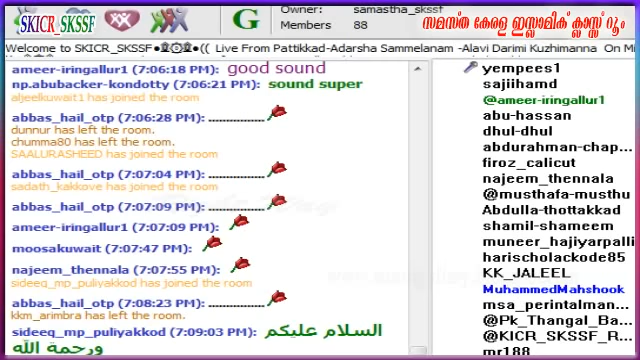 SKICR_SKSSF
G
Owner: samastha_skssf
Members 88
സമസ്ത കേരള ഇസ്ലാമിക് ക്ലാസ്സ് റൂം
Welcome to SKICR_SKSSF Live From Pattikkad-Adarsha Sammelanam -Alavi Darimi Kuzhimanna On Mi
ameer-iringallur1 (7:06:18 PM): good sound
np.abubacker-kondotty (7:06:21 PM): sound super
aljeelkuwait1 has joined the room
abbas_hail_otp (7:06:28 PM): ................
dunnur has left the room.
chumma80 has left the room.
SAALURASHEED has joined the room
abbas_hail_otp (7:07:04 PM): ................
sadath_kakkove has joined the room
abbas_hail_otp (7:07:09 PM): ................
ameer-iringallur1 (7:07:09 PM):
moosakuwait (7:07:47 PM):
najeem_thennala (7:07:55 PM):
sideeq_mp_puliyakkod has joined the room
abbas_hail_otp (7:08:23 PM): ................
kkm_arimbra has left the room.
sideeq_mp_puliyakkod (7:09:03 PM): السلام عليكم
ورحمة الله
yempees1
sajiihamd
@ameer-iringallur1
abu-hassan
dhul-dhul
abdurahman-chap...
firoz_calicut
najeem_thennala
@musthafa-musthu
Abdulla-thottakkad
shamil-shameem
muneer_hajiyarpalli
harischolackode85
KK_JALEEL
MuhammedMahshook
msa_perintalman...
@Pk_Thangal_Ba...
@KICR_SKSSF_R...
mr188